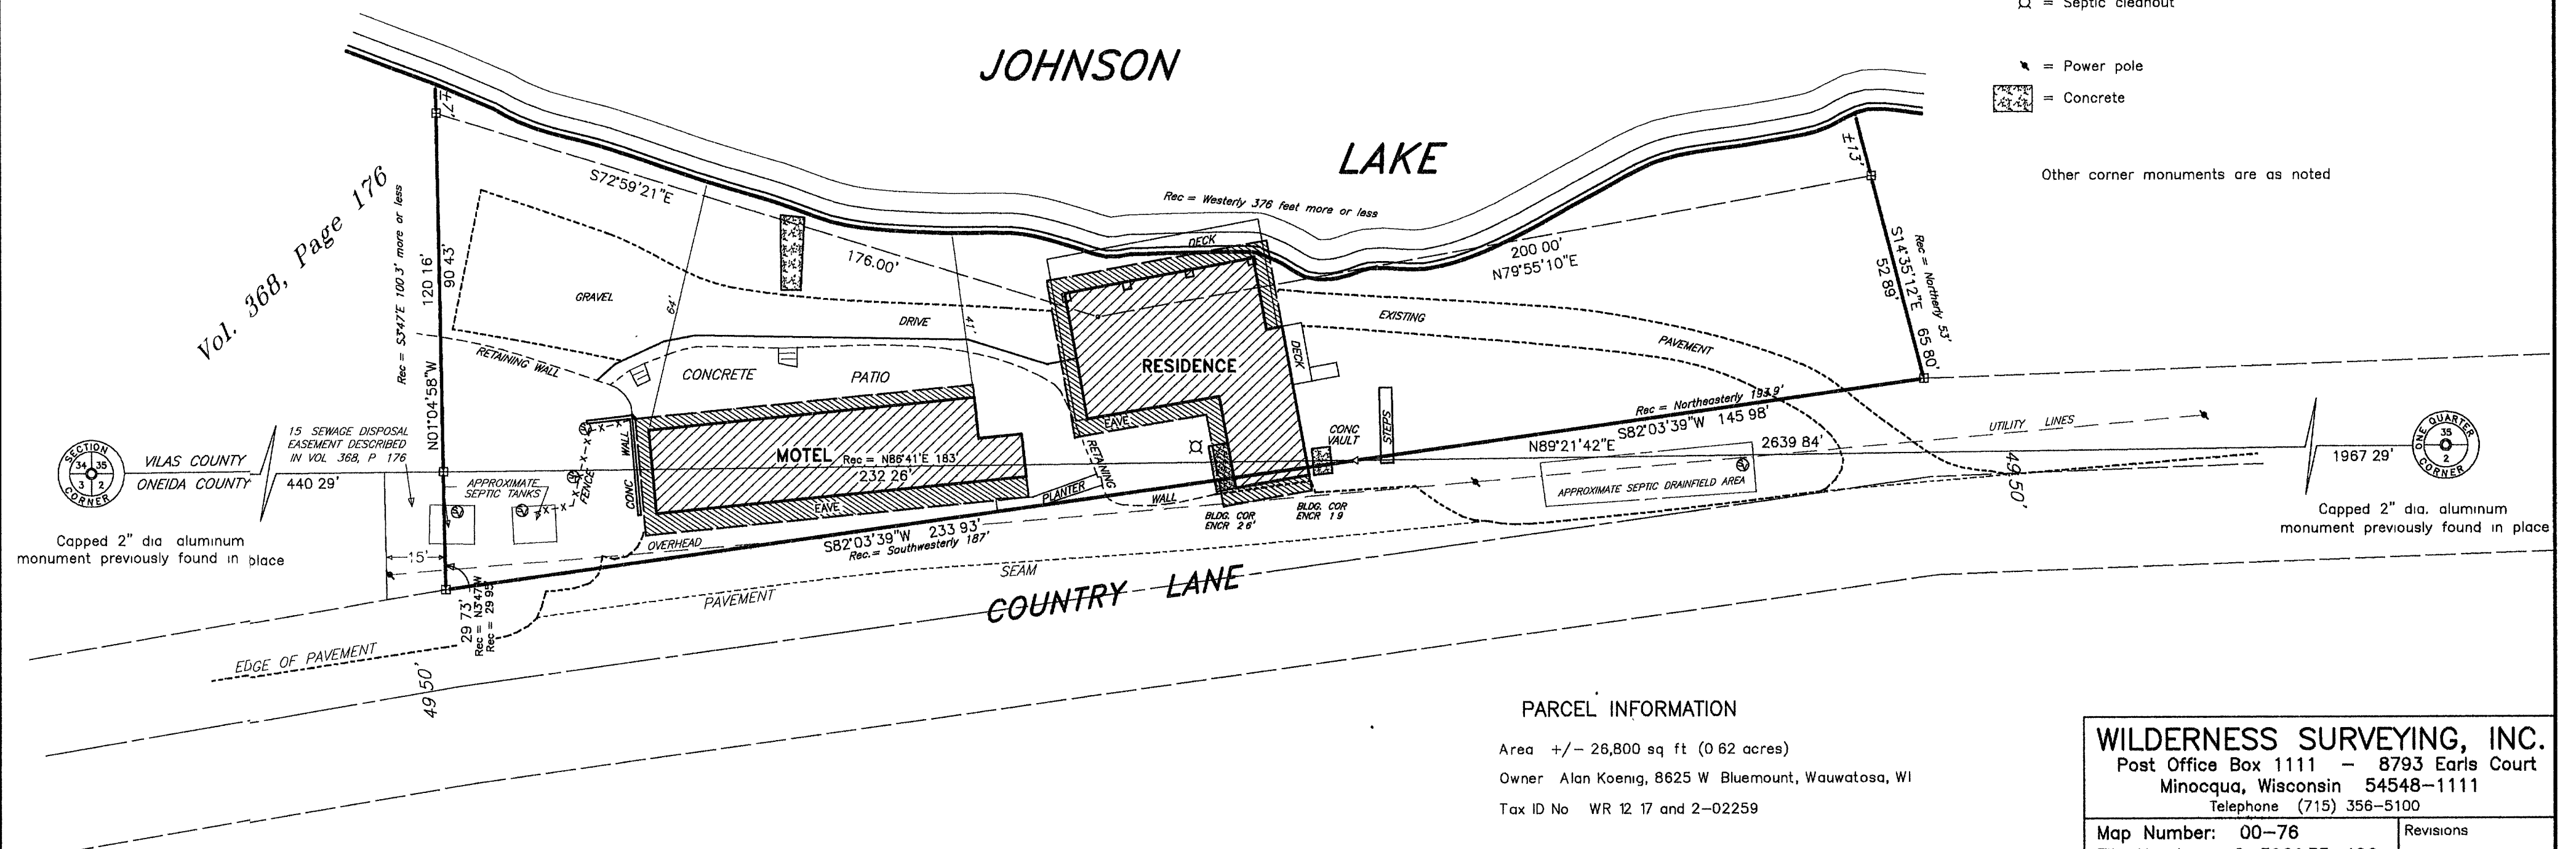 = Septic cleanout
JOHNSON
LAKE
= Power pole
= Concrete
Other corner monuments are as noted
±7'
±13'
Vol. 368, Page 176
Rec = S3°47'E 100 3' more or less
120 16'
90 43'
N01°04'58"W
S72°59'21"E
176.00'
Rec = Westerly 376 feet more or less
200 00'
N79°55'10"E
Rec = Northerly 53'
S14°35'12"E 65 80'
52 89'
DECK
GRAVEL
64'
41'
DRIVE
EXISTING
PAVEMENT
RETAINING WALL
CONCRETE PATIO
RESIDENCE
DECK
STEPS
EAVE
RETAINING
WALL
PLANTER
CONC
VAULT
Rec = Northeasterly 193.9'
S82°03'39"W 145 98'
N89°21'42"E
2639 84'
UTILITY LINES
SECTION
34 35
3 2
CORNER
VILAS COUNTY
ONEIDA COUNTY
440 29'
15 SEWAGE DISPOSAL
EASEMENT DESCRIBED
IN VOL 368, P 176
APPROXIMATE
SEPTIC TANKS
FENCE
WALL
CONC
MOTEL
Rec = N86°41'E 183'
232 26'
EAVE
BLDG. COR
ENCR 2 6'
BLDG. COR
ENCR 1 9
APPROXIMATE SEPTIC DRAINFIELD AREA
49 50'
1967 29'
ONE QUARTER
35
2
CORNER
Capped 2" dia aluminum
monument previously found in place
Capped 2" dia. aluminum
monument previously found in place
15'
OVERHEAD
S82°03'39"W 233 93'
Rec.= Southwesterly 187'
SEAM
PAVEMENT
COUNTRY LANE
29 73'
Rec = N3°47'W
Rec = 29 95'
EDGE OF PAVEMENT
49 50'
PARCEL INFORMATION
Area +/- 26,800 sq ft (0 62 acres)
Owner Alan Koenig, 8625 W Bluemount, Wauwatosa, WI
Tax ID No WR 12 17 and 2-02259
WILDERNESS SURVEYING, INC.
Post Office Box 1111 - 8793 Earls Court
Minocqua, Wisconsin 54548-1111
Telephone (715) 356-5100
Map Number: 00-76
Revisions